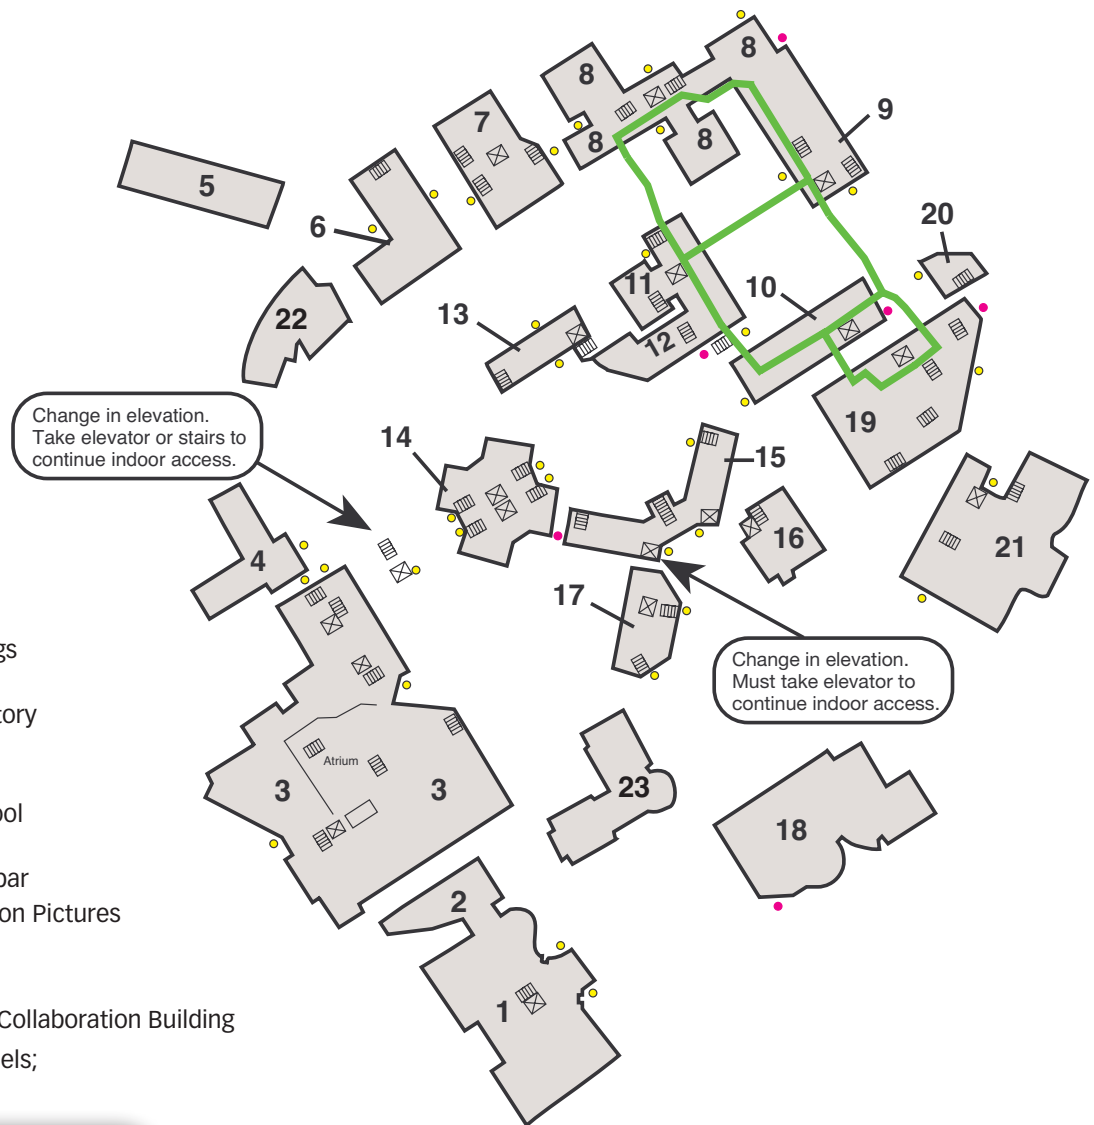 8
8
7
8
8
9
5
20
6
11
10
22
13
12
Change in elevation.
Take elevator or stairs to
continue indoor access.
19
14
15
4
16
21
17
gs
Change in elevation.
Must take elevator to
continue indoor access.
tory
Atrium
3
3
23
ool
18
bar
on Pictures
2
1
Collaboration Building
els;